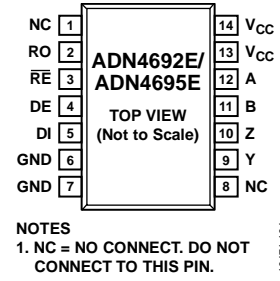 NC 1 14 VCC
RO 2 13 VCC
RE 3 12 A
DE 4 11 B
DI 5 10 Z
GND 6 9 Y
GND 7 8 NC
ADN4692E/
ADN4695E
TOP VIEW
(Not to Scale)
NOTES
1. NC = NO CONNECT. DO NOT
CONNECT TO THIS PIN.